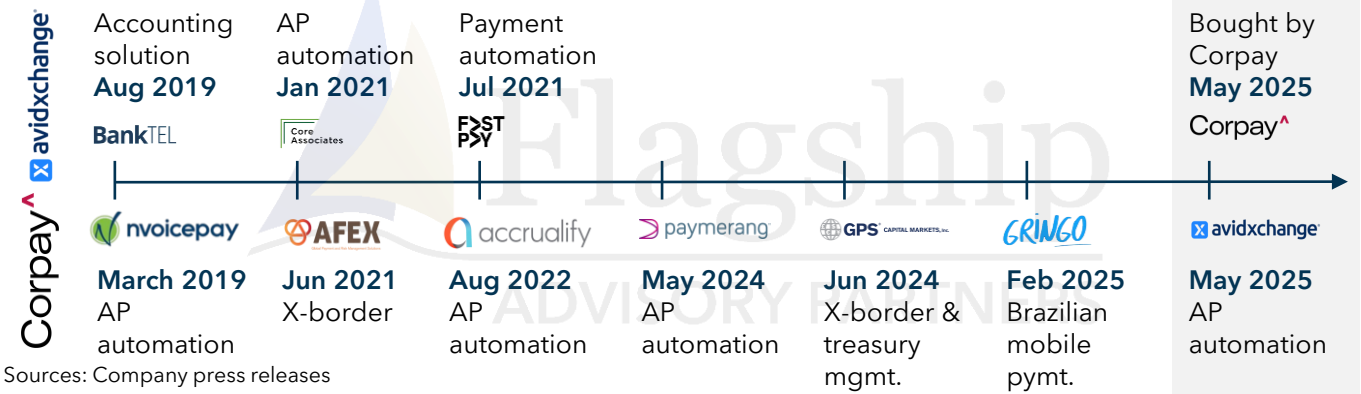 avidxchange
Accounting
solution
Aug 2019
BankTEL
AP
automation
Jan 2021
Core
Associates
Payment
automation
Jul 2021
F>ST
P>Y
Bought by
Corpay
May 2025
Corpay^
Flagship
ADVISORY PARTNERS
Corpay^
nvoicepay
March 2019
AP
automation
AFEX
Jun 2021
X-border
accrualify
Aug 2022
AP
automation
paymerang
May 2024
AP
automation
GPS CAPITAL MARKETS, INC.
Jun 2024
X-border &
treasury
mgmt.
GRINGO
Feb 2025
Brazilian
mobile
pymt.
avidxchange
May 2025
AP
automation
Sources: Company press releases